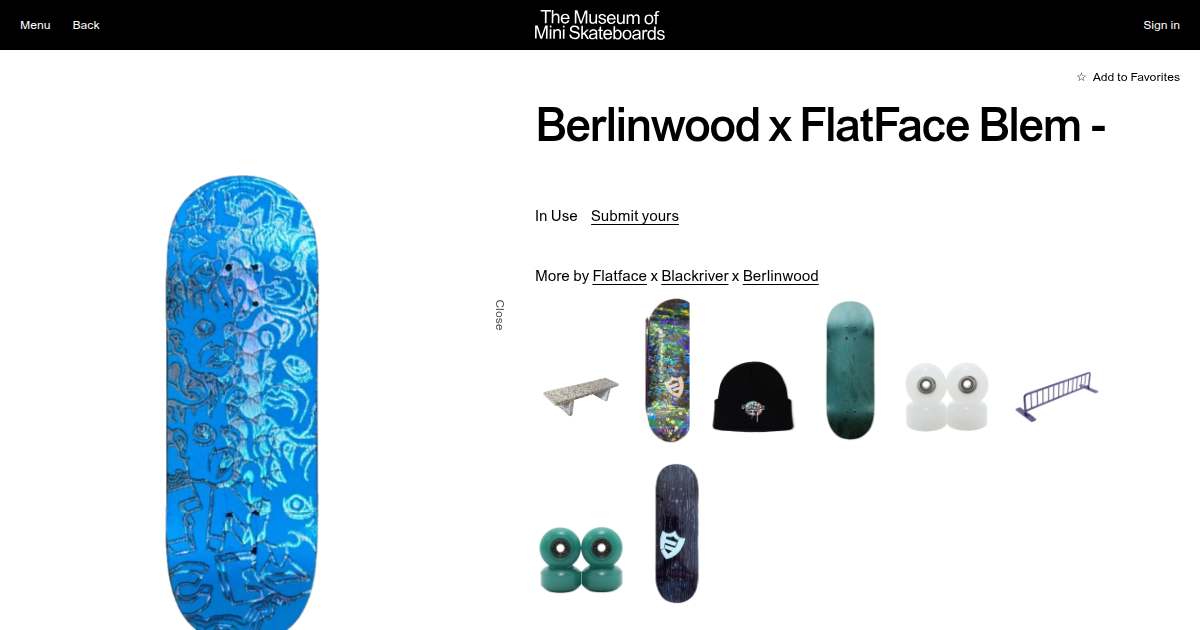 Menu Back
The Museum of
Mini Skateboards
Sign in
☆ Add to Favorites
Berlinwood x FlatFace Blem -
In Use Submit yours
More by Flatface x Blackriver x Berlinwood
Close